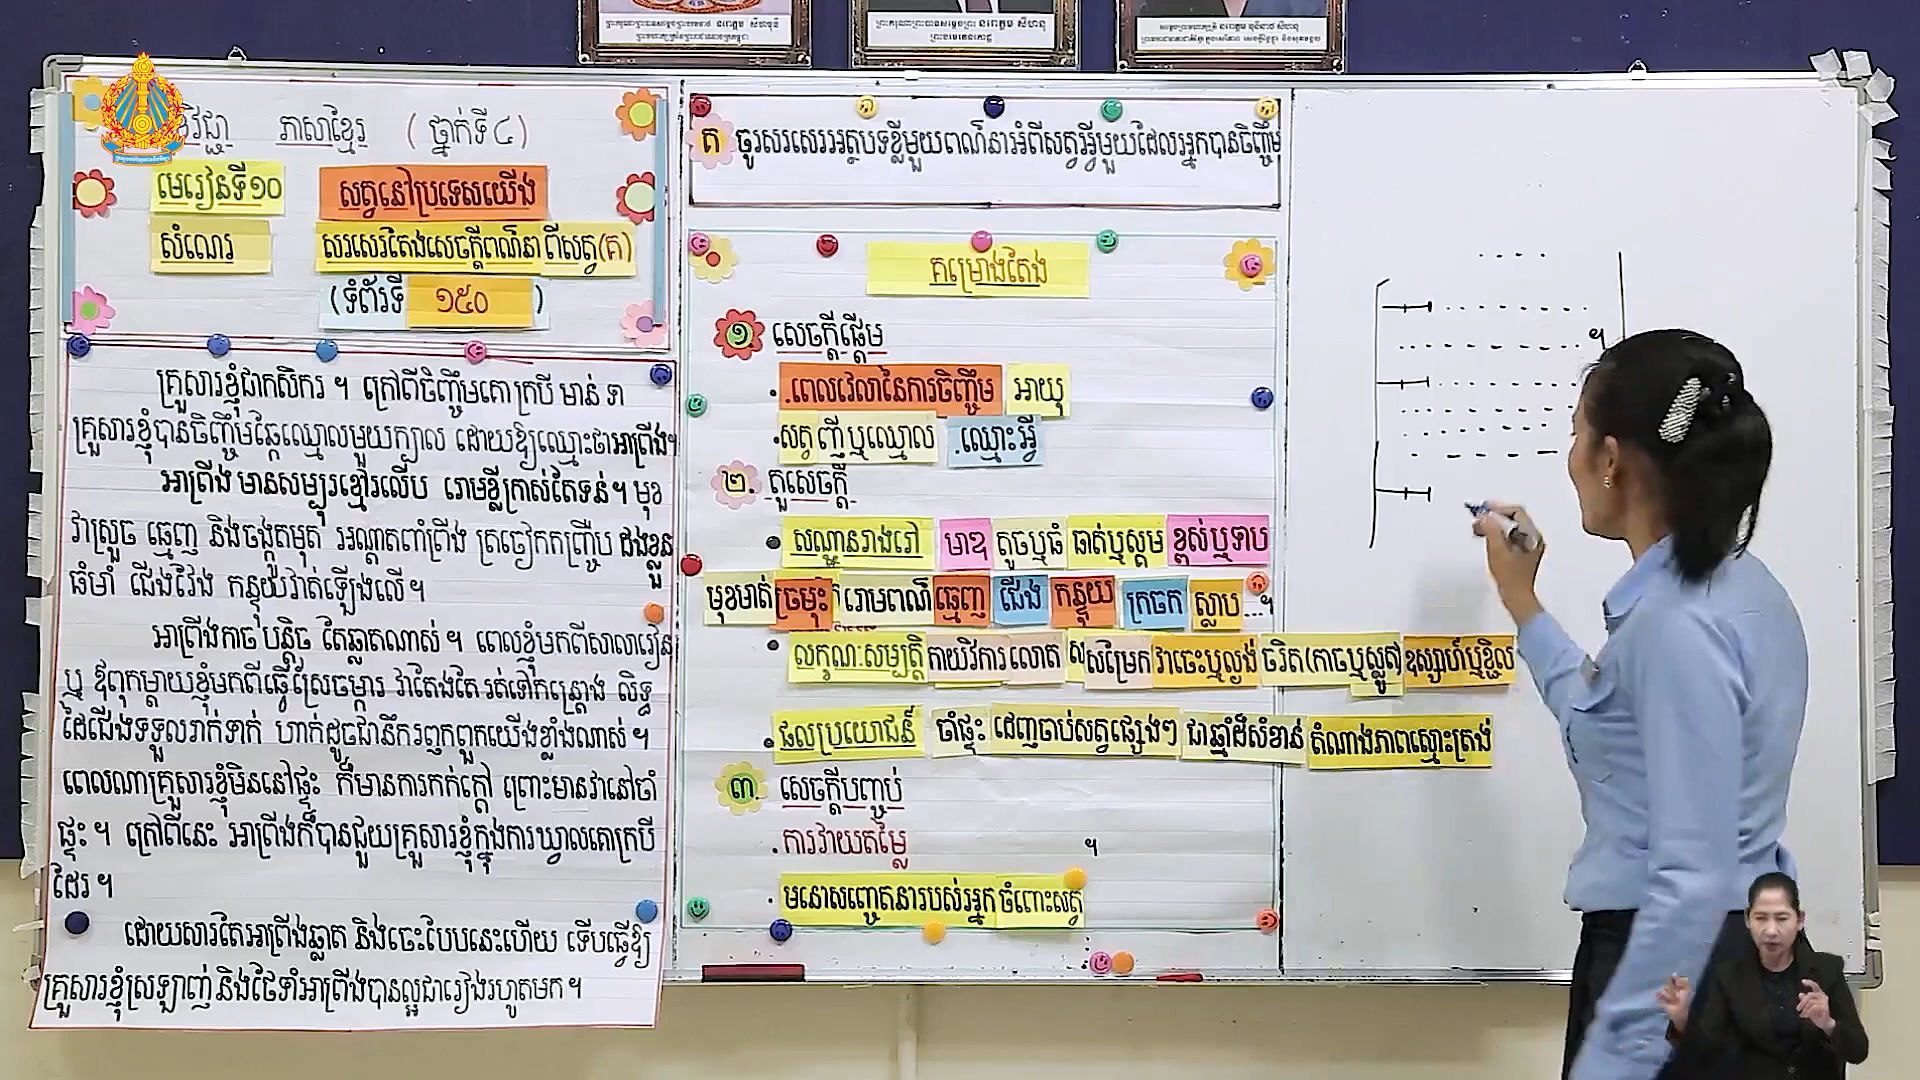 ភាសាខ្មែរ ( ថ្នាក់ទី ៤ )
មេរៀនទី១០ សត្វនៅប្រទេសយើង
សំណេរ សរសេរតែងសេចក្តីពណ៌នា ពីសត្វ(គ)
(ទំព័រទី ១៥០ )
គ្រួសារខ្ញុំជាកសិករ ។ ក្រៅពីចិញ្ចឹមគោ ក្របី មាន់ ទា
គ្រួសារខ្ញុំបានចិញ្ចឹមឆ្កែឈ្មោលមួយក្បាល ដោយឱ្យឈ្មោះថាអាព្រីង។
អាព្រីង មានសម្បុរខ្មៅរលើប រោមខ្លីក្រាស់តែទន់។ មុខ
វាស្រួច ធ្មេញ និងចង្កូតមុត អណ្តាតពាំព្រីង ត្រចៀកកញ្ជ្រឹប ដងខ្លួន
ធំមាំ ជើងវែង កន្ទុយវាត់ឡើងលើ ។
អាព្រីងកាច បន្តិច តែឆ្លាតណាស់ ។ ពេលខ្ញុំមកពីសាលារៀន
ឬ ឪពុកម្តាយខ្ញុំមកពីធ្វើស្រែចម្ការ វាតែងតែរត់ទៅកន្ត្រោង លិទ្ធ
ដៃជើងទទួលរាក់ទាក់ ហាក់ដូចជានឹករឭកពួកយើងខ្លាំងណាស់ ។
ពេលណាគ្រួសារខ្ញុំមិននៅផ្ទះ ក៏មានការកក់ក្តៅ ព្រោះមានវានៅចាំ
ផ្ទះ ។ ក្រៅពីនេះ អាព្រីងក៏បានជួយគ្រួសារខ្ញុំក្នុងការឃ្វាលគោក្របី
ដែរ ។
ដោយសារតែអាព្រីងឆ្លាត និងចេះបែបនេះហើយ ទើបធ្វើឱ្យ
គ្រួសារខ្ញុំស្រឡាញ់ និងថែទាំអាព្រីងបានល្អជារៀងរហូតមក ។
គ ចូរសរសេរអត្ថបទខ្លីមួយពណ៌នាអំពីសត្វអ្វីមួយដែលអ្នកបានចិញ្ចឹម
គម្រោងតែង
១ សេចក្តីផ្តើម
.ពេលវេលានៃការចិញ្ចឹម អាយុ
.សត្វ ញីឬឈ្មោល .ឈ្មោះអ្វី
២. តួសេចក្តី
សណ្ឋានរាងរៅ មាឌ តូចឬធំ ធាត់ឬស្គម ខ្ពស់ឬទាប
មុខមាត់ ច្រមុះ រោមពណ៌ ធ្មេញ ជើង កន្ទុយ ក្រចក ស្លាប ...។
លក្ខណៈសម្បត្តិ កាយវិការ លោត សម្រែក វាចេះឬល្ងង់ ចរិត(កាចឬស្លូត) ឧស្សាហ៍ឬខ្ជិល
ផលប្រយោជន៍ ចាំផ្ទះ ដេញចាប់សត្វផ្សេងៗ ជាឆ្មាំដ៏សំខាន់ តំណាងភាពស្មោះត្រង់
៣. សេចក្តីបញ្ចប់
.ការវាយតម្លៃ ។
. មនោសញ្ចេតនារបស់អ្នក ចំពោះសត្វ